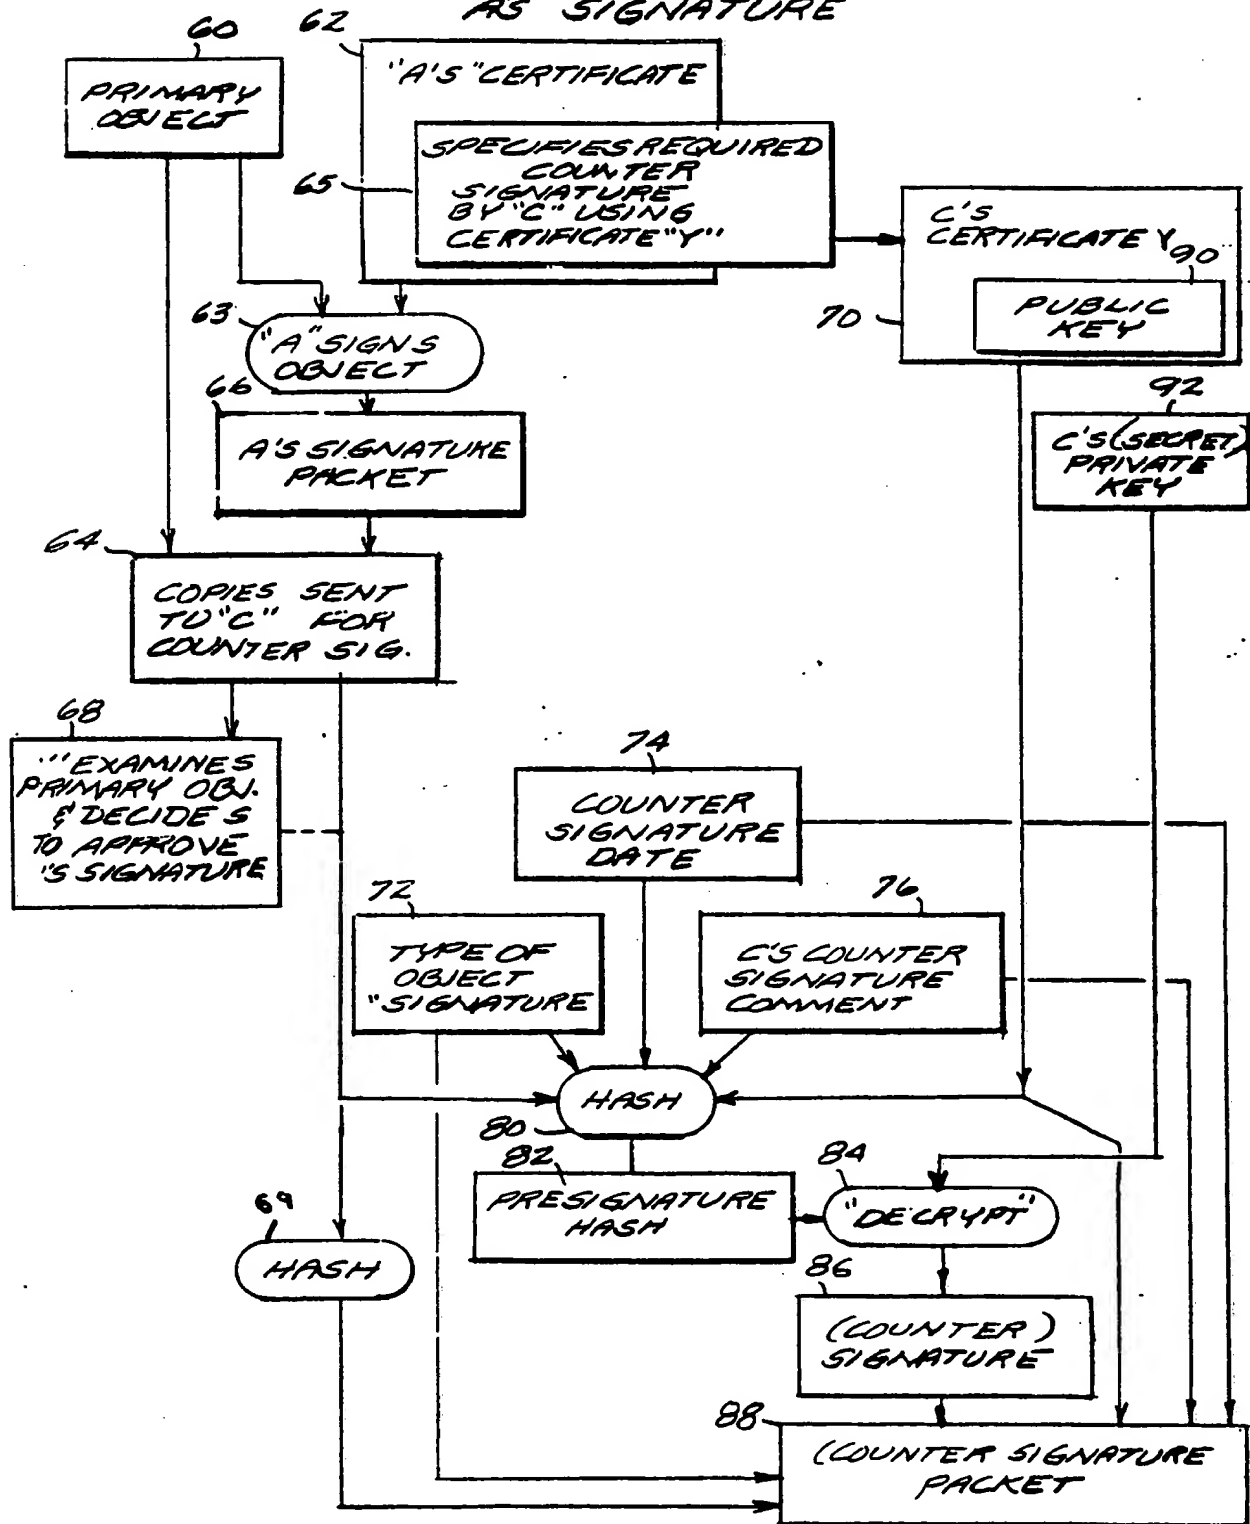 AS SIGNATURE
60
PRIMARY
OBJECT
62
"A'S" CERTIFICATE
65
SPECIFIES REQUIRED
COUNTER
SIGNATURE
BY "C" USING
CERTIFICATE "Y"
C'S
CERTIFICATE Y
90
PUBLIC
KEY
70
63
"A" SIGNS
OBJECT
66
A'S SIGNATURE
PACKET
92
C'S (SECRET)
PRIVATE
KEY
64
COPIES SENT
TO "C" FOR
COUNTER SIG.
68
"' EXAMINES
PRIMARY OBJ.
& DECIDE S
TO APPROVE
"S SIGNATURE
74
COUNTER
SIGNATURE
DATE
72
TYPE OF
OBJECT
"SIGNATURE
76
C'S COUNTER
SIGNATURE
COMMENT
HASH
80
82
PRESIGNATURE
HASH
84
"DECRYPT"
69
HASH
86
(COUNTER)
SIGNATURE
88
(COUNTER SIGNATURE
PACKET